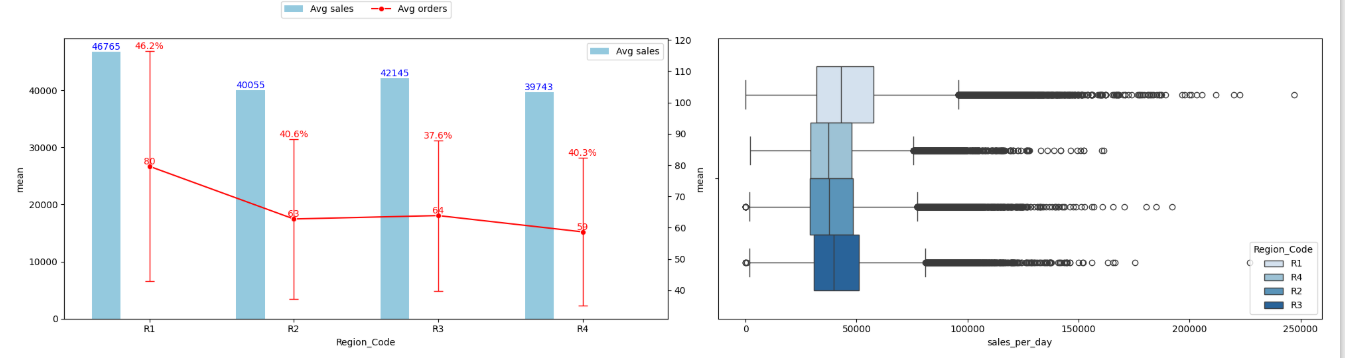 Avg sales
Avg orders
46765
46.2%
80
40055
40.6%
63
42145
37.6%
64
39743
40.3%
59
Avg sales
40000
30000
20000
10000
0
mean
120
110
100
90
80
70
60
50
40
mean
R1
R2
R3
R4
Region_Code
Region_Code
R1
R4
R2
R3
0
50000
100000
150000
200000
250000
sales_per_day